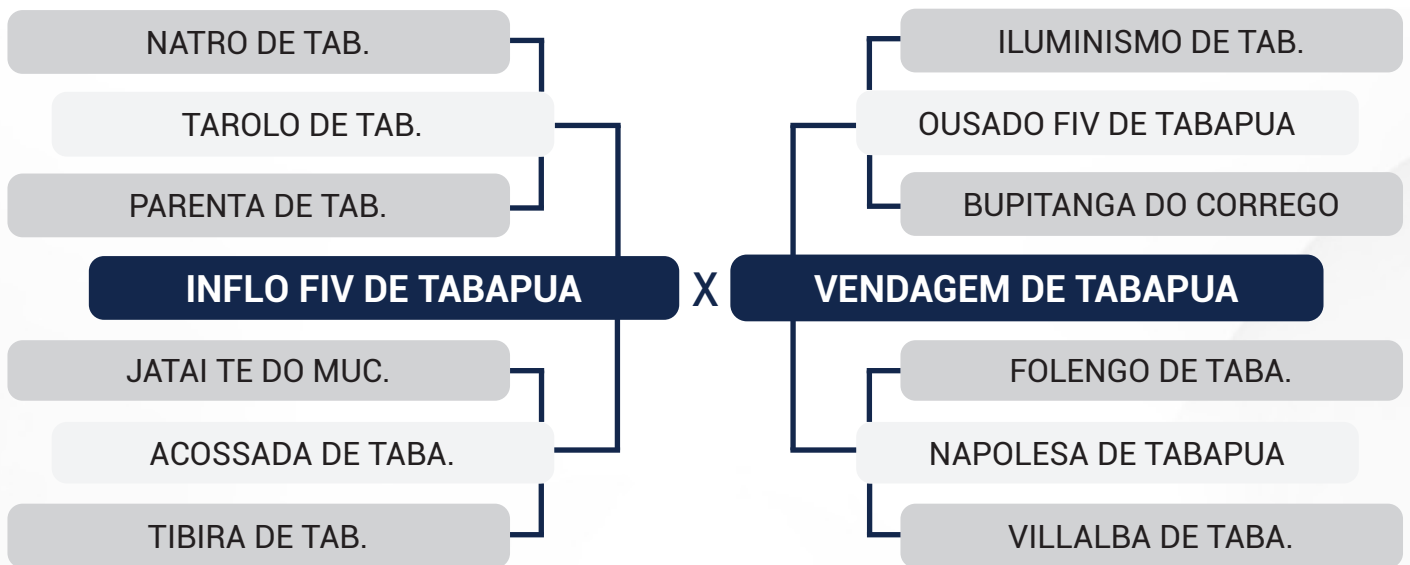 NATRO DE TAB.
TAROLO DE TAB.
PARENTA DE TAB.
INFLO FIV DE TABAPUA
JATAI TE DO MUC.
ACOSSADA DE TABA.
TIBIRA DE TAB.
X
ILUMINISMO DE TAB.
OUSADO FIV DE TABAPUA
BUPITANGA DO CORREGO
VENDAGEM DE TABAPUA
FOLENGO DE TABA.
NAPOLESA DE TABAPUA
VILLALBA DE TABA.